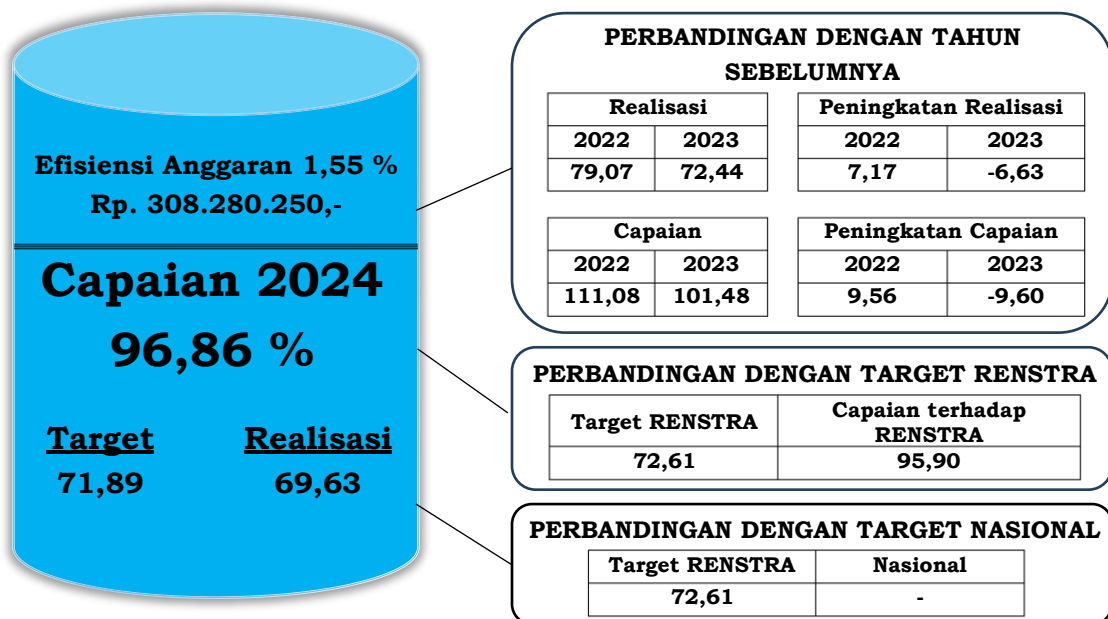 Efisiensi Anggaran 1,55 %
Rp. 308.280.250,-
Capaian 2024
96,86 %
Target Realisasi
71,89 69,63
PERBANDINGAN DENGAN TAHUN
SEBELUMNYA
Realisasi
2022 2023
79,07 72,44
Peningkatan Realisasi
2022 2023
7,17 -6,63
Capaian
2022 2023
111,08 101,48
Peningkatan Capaian
2022 2023
9,56 -9,60
PERBANDINGAN DENGAN TARGET RENSTRA
Target RENSTRA Capaian terhadap
RENSTRA
72,61 95,90
PERBANDINGAN DENGAN TARGET NASIONAL
Target RENSTRA Nasional
72,61 -